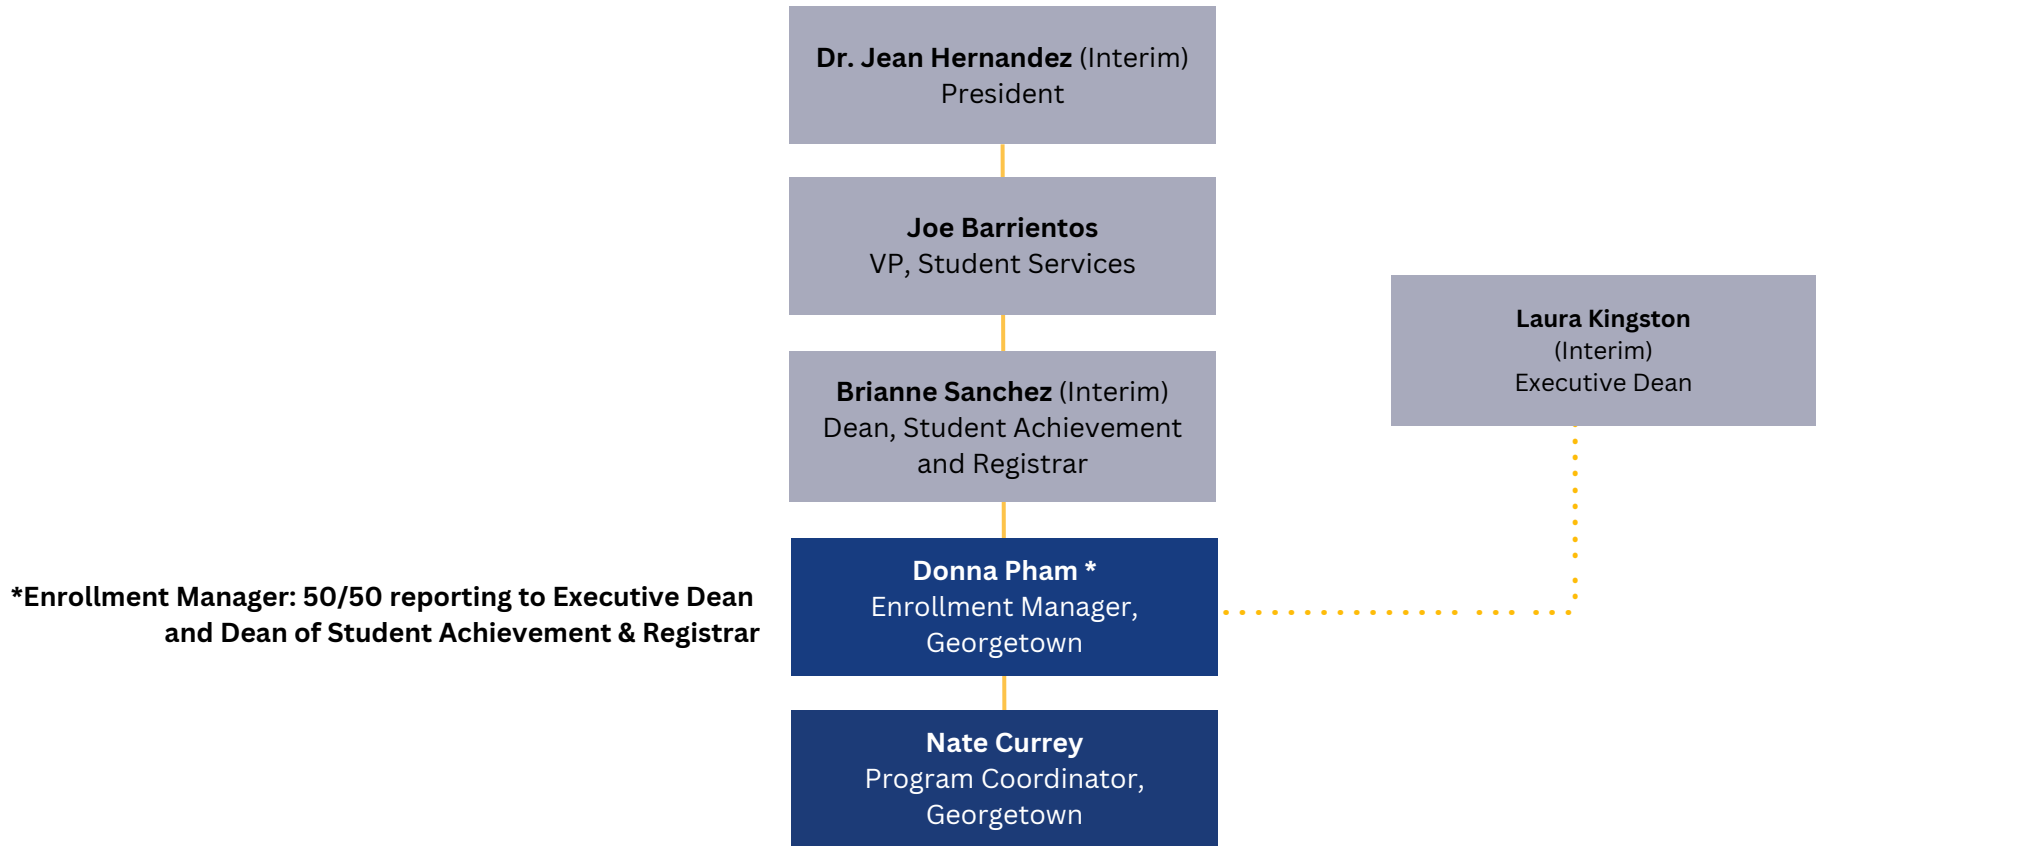 Dr. Jean Hernandez (Interim)
President
Joe Barrientos
VP, Student Services
Laura Kingston
(Interim)
Executive Dean
Brianne Sanchez (Interim)
Dean, Student Achievement
and Registrar
*Enrollment Manager: 50/50 reporting to Executive Dean
and Dean of Student Achievement & Registrar
Donna Pham *
Enrollment Manager,
Georgetown
Nate Currey
Program Coordinator,
Georgetown